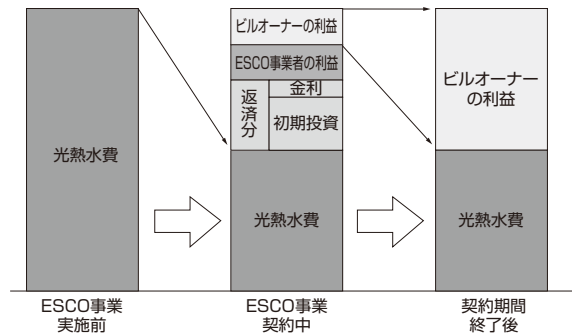 光熱水費
ESCO事業
実施前
ビルオーナーの利益
ESCO事業者の利益
返済分
金利
初期投資
光熱水費
ESCO事業
契約中
ビルオーナー
の利益
光熱水費
契約期間
終了後